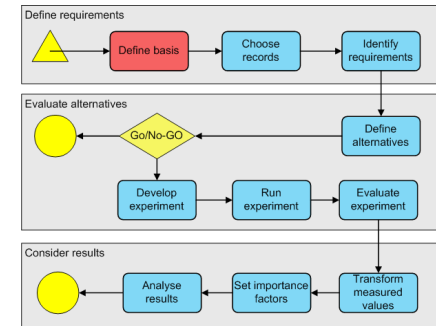 Define requirements
Define basis
Choose
records
Identify
requirements
Evaluate alternatives
Go/No-GO
Define
alternatives
Develop
experiment
Run
experiment
Evaluate
experiment
Consider results
Analyse
results
Set importance
factors
Transform
measured
values